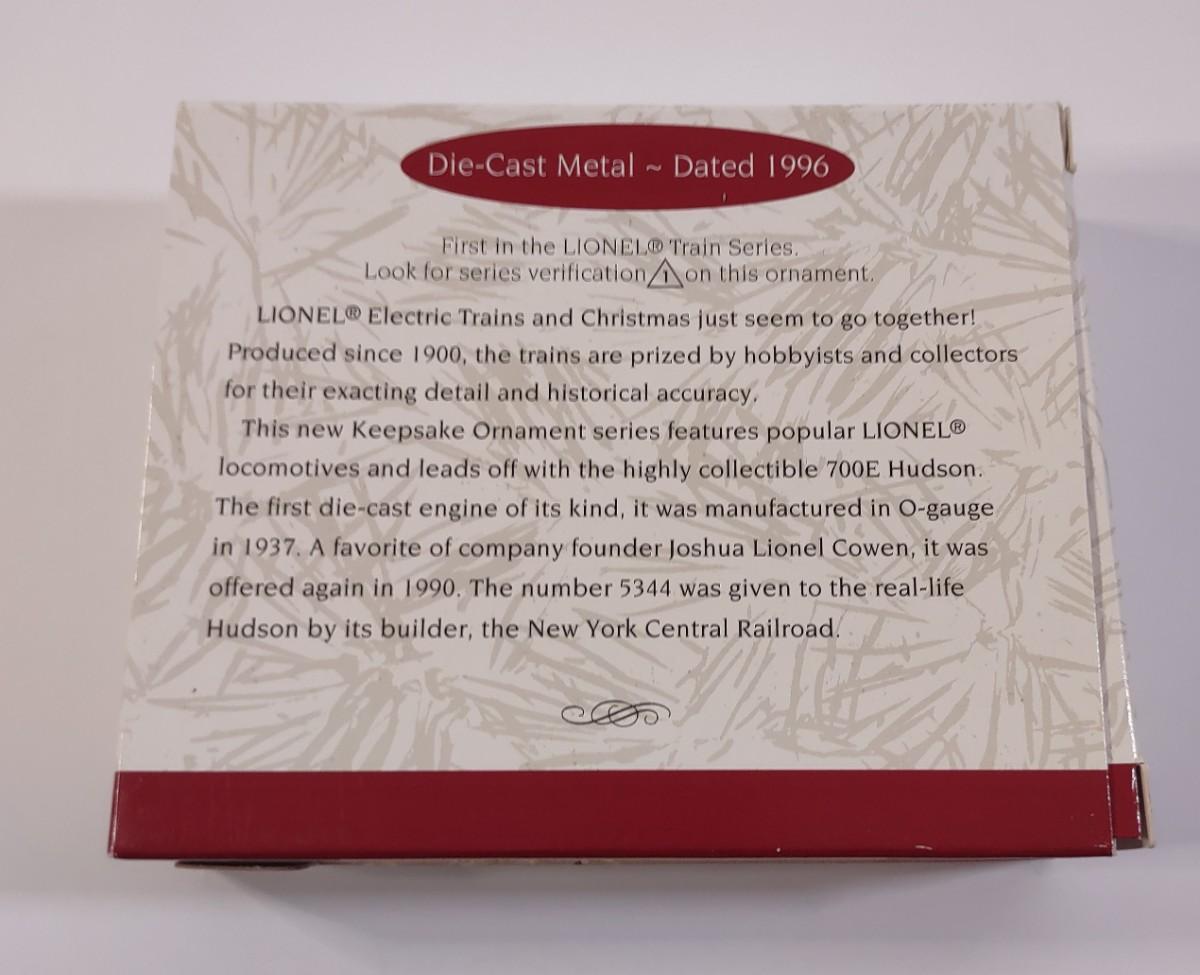 Die-Cast Metal ~ Dated 1996
First in the LIONEL® Train Series.
Look for series verification 1 on this ornament.
LIONEL® Electric Trains and Christmas just seem to go together!
Produced since 1900, the trains are prized by hobbyists and collectors
for their exacting detail and historical accuracy.
This new Keepsake Ornament series features popular LIONEL®
locomotives and leads off with the highly collectible 700E Hudson.
The first die-cast engine of its kind, it was manufactured in O-gauge
in 1937. A favorite of company founder Joshua Lionel Cowen, it was
offered again in 1990. The number 5344 was given to the real-life
Hudson by its builder, the New York Central Railroad.